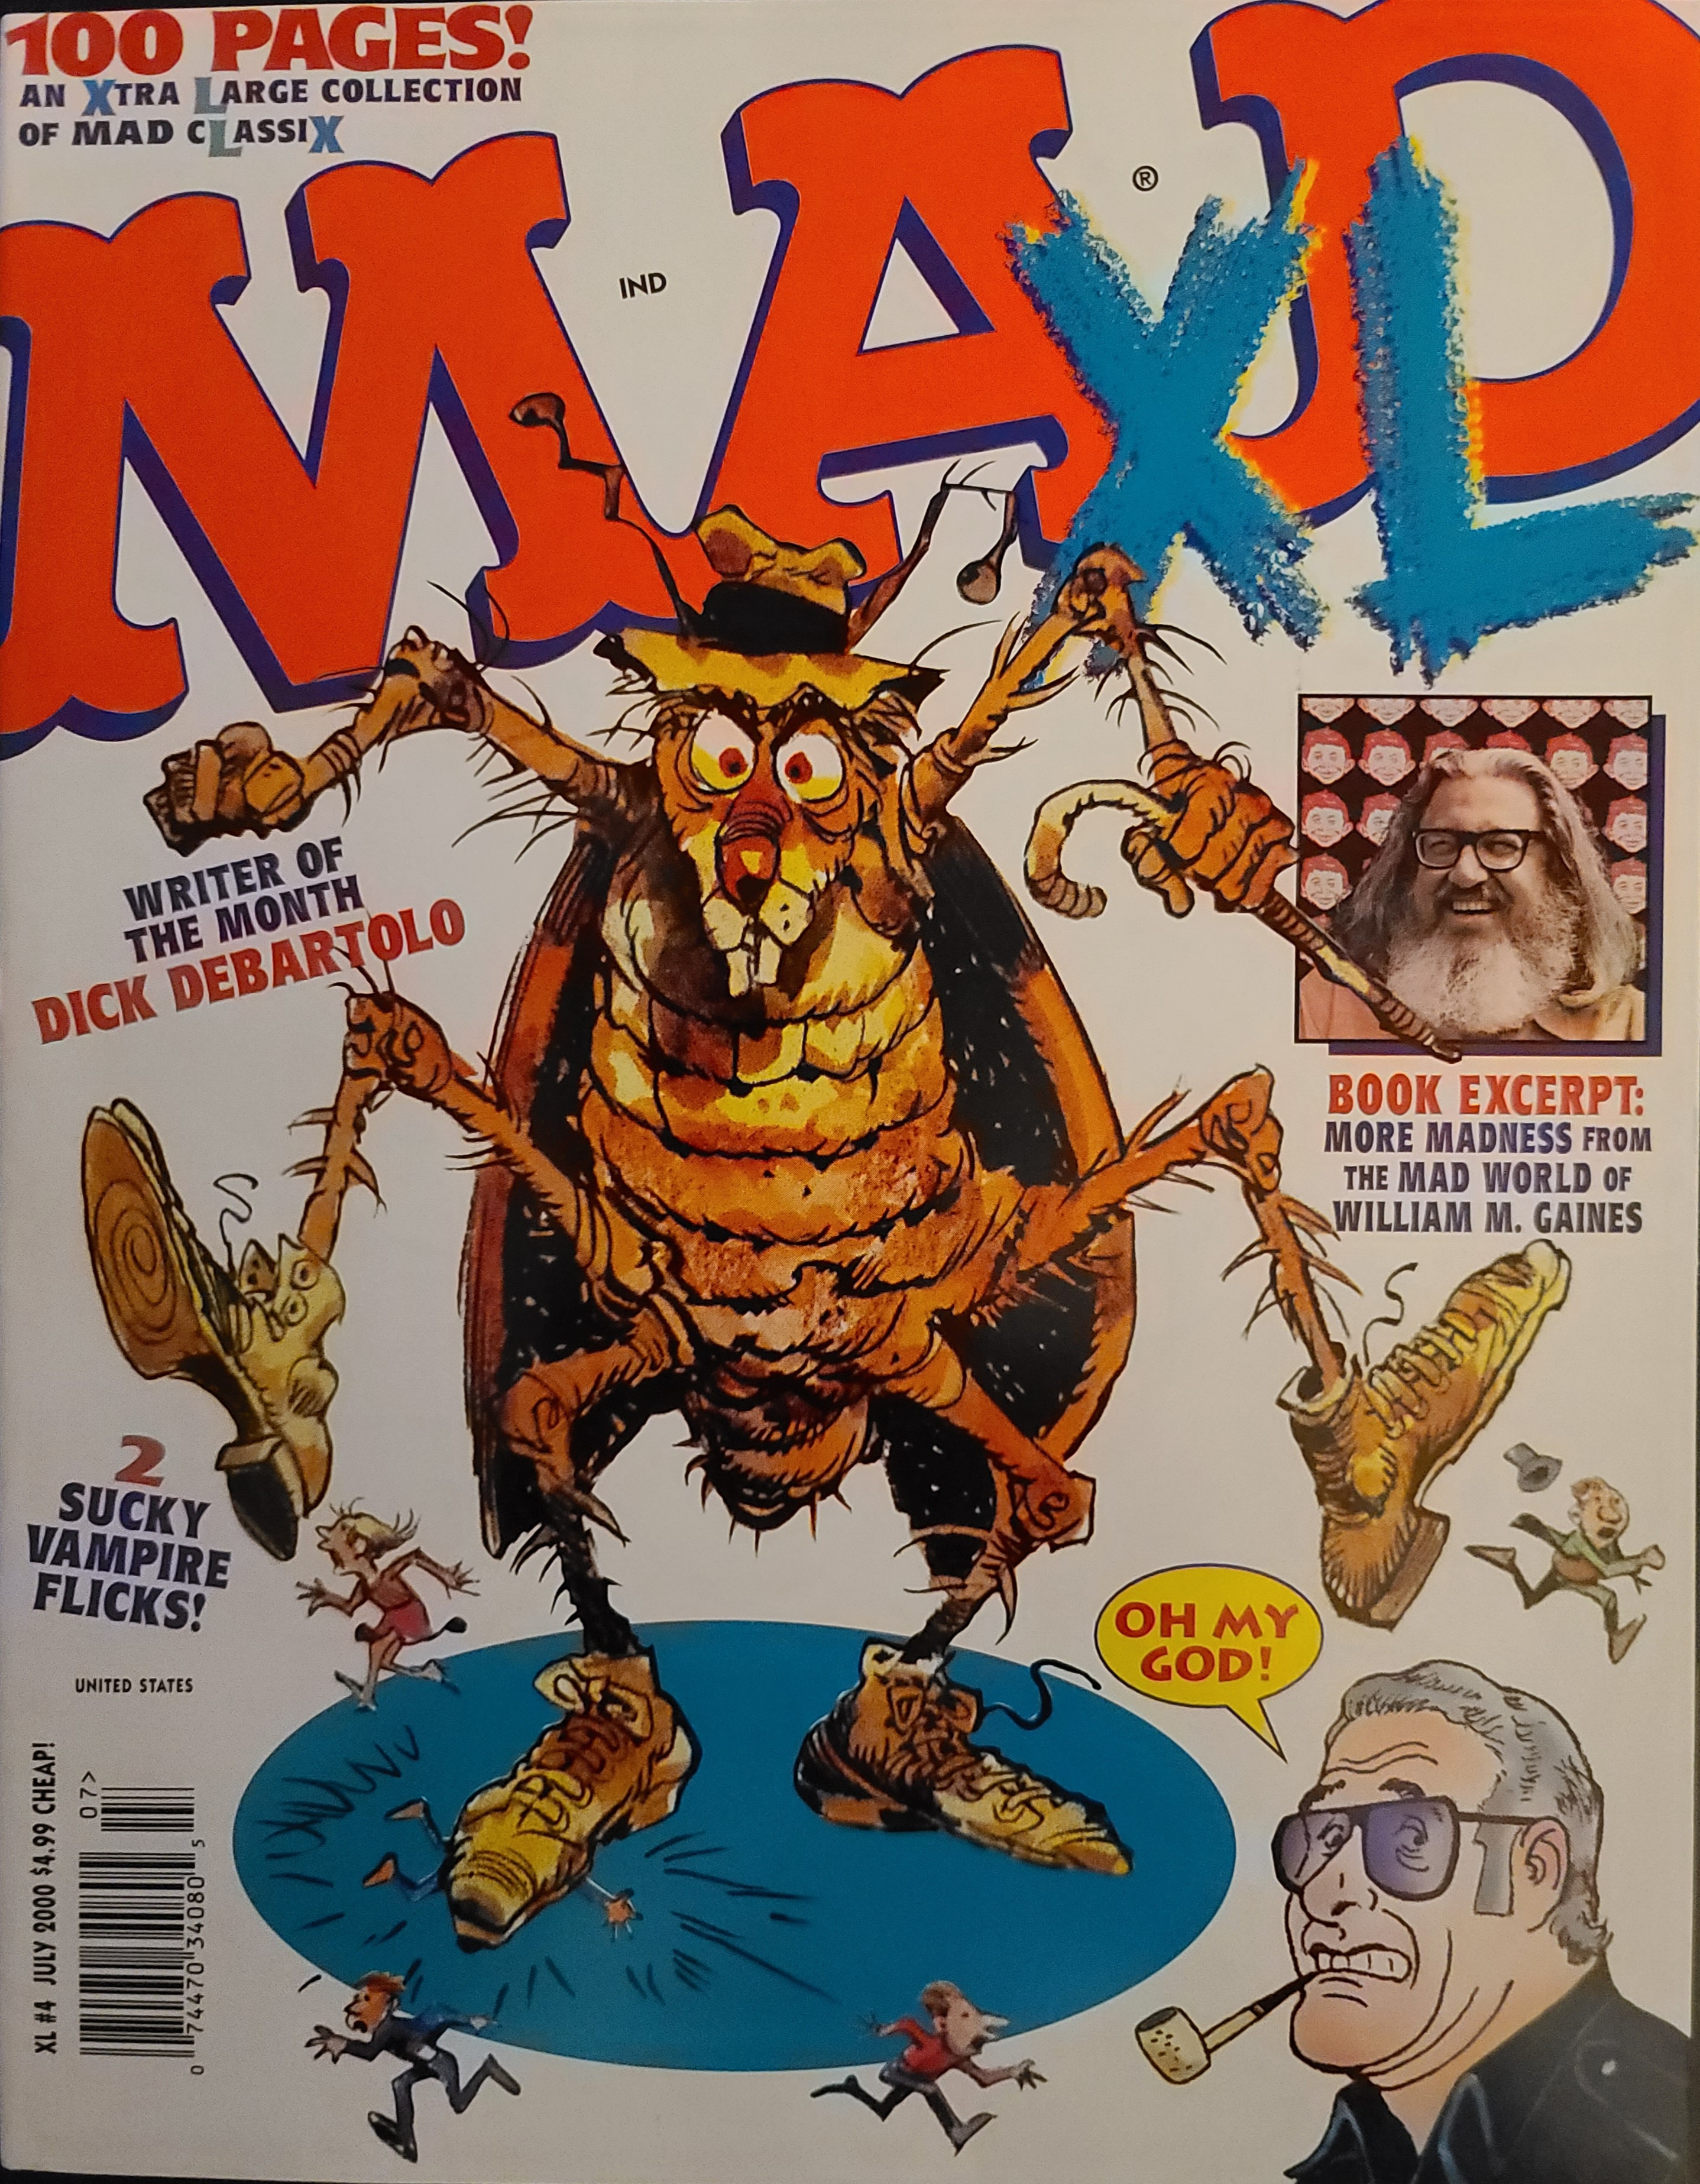 100 PAGES!
AN XTRA LARGE COLLECTION
OF MAD CLASSIX
MAD
®
IND
XL
WRITER OF
THE MONTH
DICK DEBARTOLO
BOOK EXCERPT:
MORE MADNESS FROM
THE MAD WORLD OF
WILLIAM M. GAINES
2
SUCKY
VAMPIRE
FLICKS!
OH MY
GOD!
UNITED STATES
XL #4 JULY 2000 $4.99 CHEAP!
07>
0 74470 34080 5